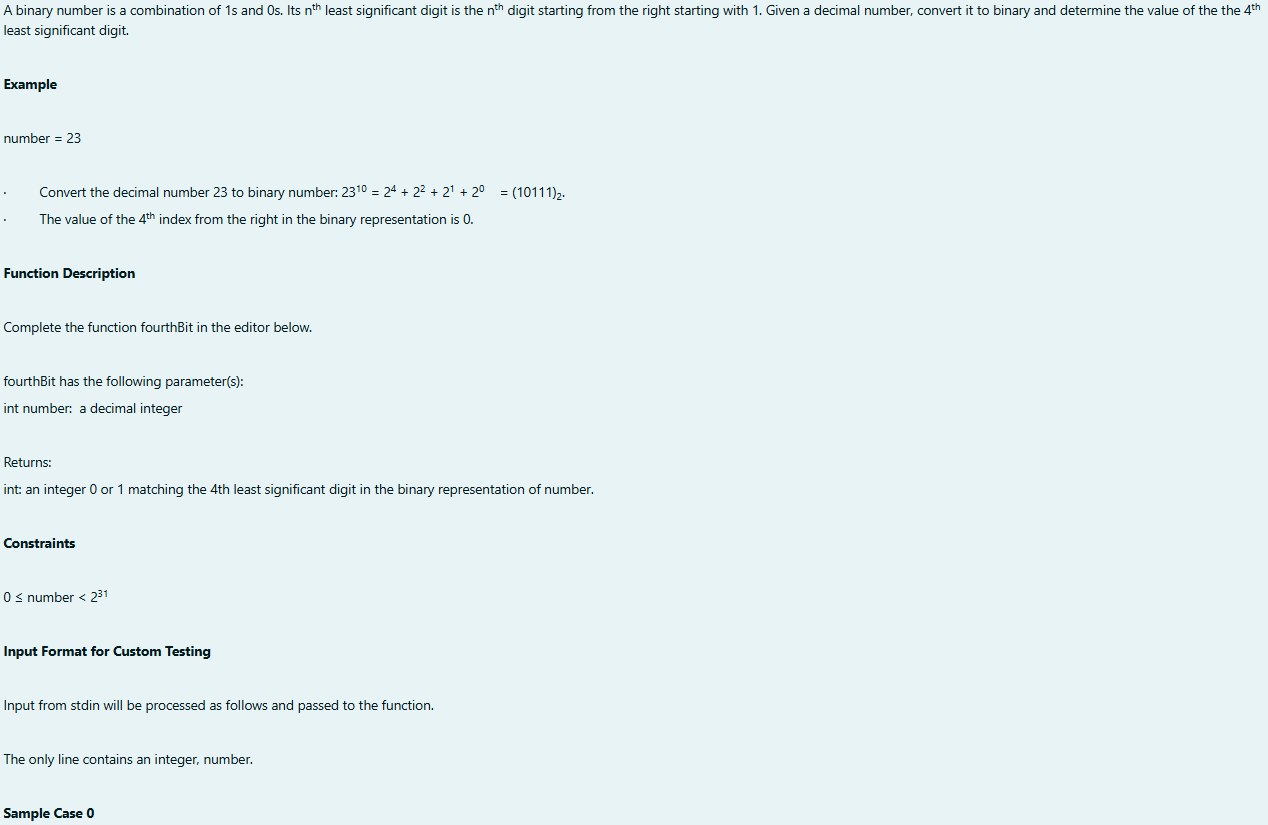 A binary number is a combination of 1s and 0s. Its nth least significant digit is the nth digit starting from the right starting with 1. Given a decimal number, convert it to binary and determine the value of the the 4th
least significant digit.
Example
number = 23
· Convert the decimal number 23 to binary number: 23¹⁰ = 2⁴ + 2² + 2¹ + 2⁰ = (10111)₂.
· The value of the 4th index from the right in the binary representation is 0.
Function Description
Complete the function fourthBit in the editor below.
fourthBit has the following parameter(s):
int number: a decimal integer
Returns:
int: an integer 0 or 1 matching the 4th least significant digit in the binary representation of number.
Constraints
0 ≤ number < 2³¹
Input Format for Custom Testing
Input from stdin will be processed as follows and passed to the function.
The only line contains an integer, number.
Sample Case 0